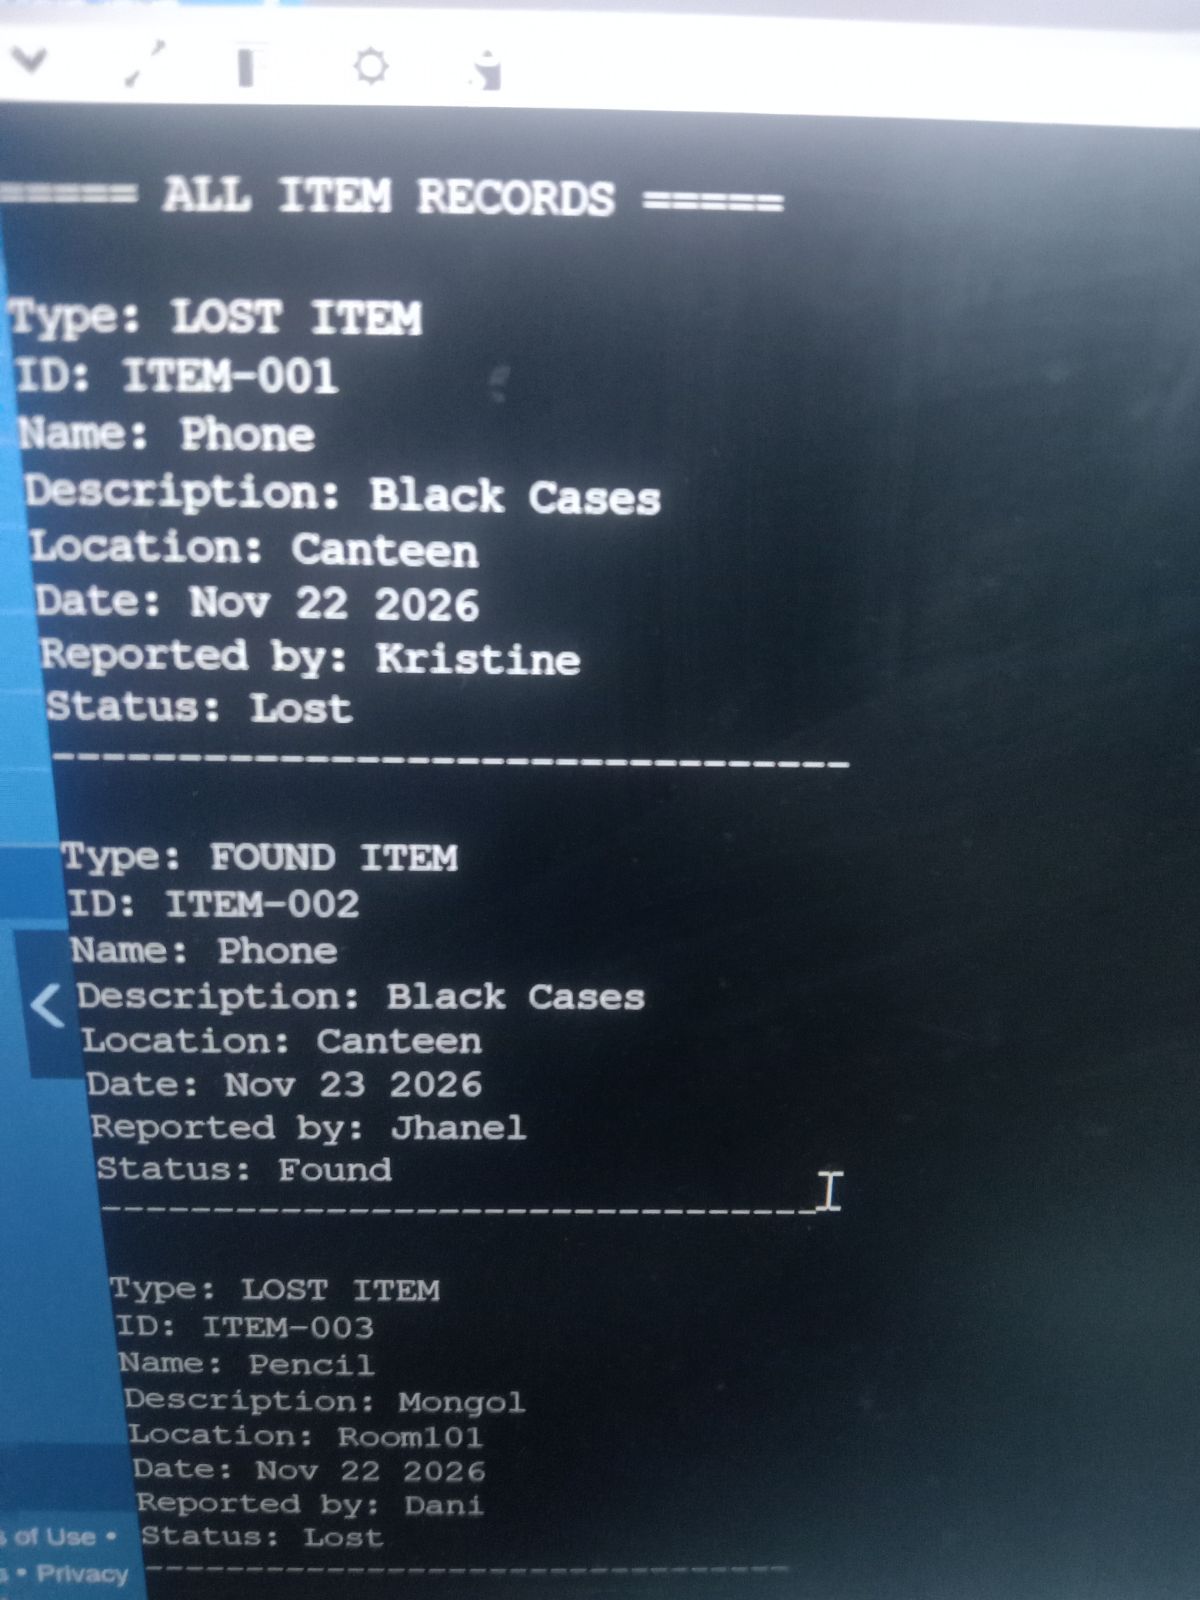 ===== ALL ITEM RECORDS =====
Type: LOST ITEM
ID: ITEM-001
Name: Phone
Description: Black Cases
Location: Canteen
Date: Nov 22 2026
Reported by: Kristine
Status: Lost
--------------------------------
Type: FOUND ITEM
ID: ITEM-002
Name: Phone
Description: Black Cases
Location: Canteen
Date: Nov 23 2026
Reported by: Jhanel
Status: Found
--------------------------------
Type: LOST ITEM
ID: ITEM-003
Name: Pencil
Description: Mongol
Location: Room101
Date: Nov 22 2026
Reported by: Dani
Status: Lost
--------------------------------
of Use •
• Privacy